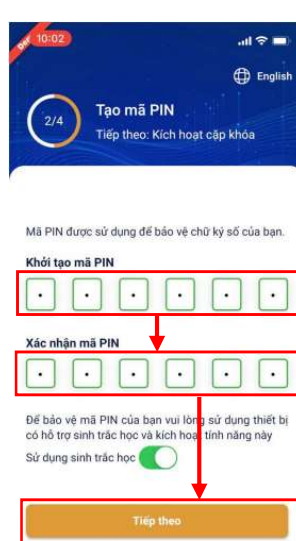 10:02
English
2/4
Tạo mã PIN
Tiếp theo: Kích hoạt cặp khóa
Mã PIN được sử dụng để bảo vệ chữ ký số của bạn.
Khởi tạo mã PIN
Xác nhận mã PIN
Để bảo vệ mã PIN của bạn vui lòng sử dụng thiết bị
có hỗ trợ sinh trắc học và kích hoạt tính năng này
Sử dụng sinh trắc học
Tiếp theo